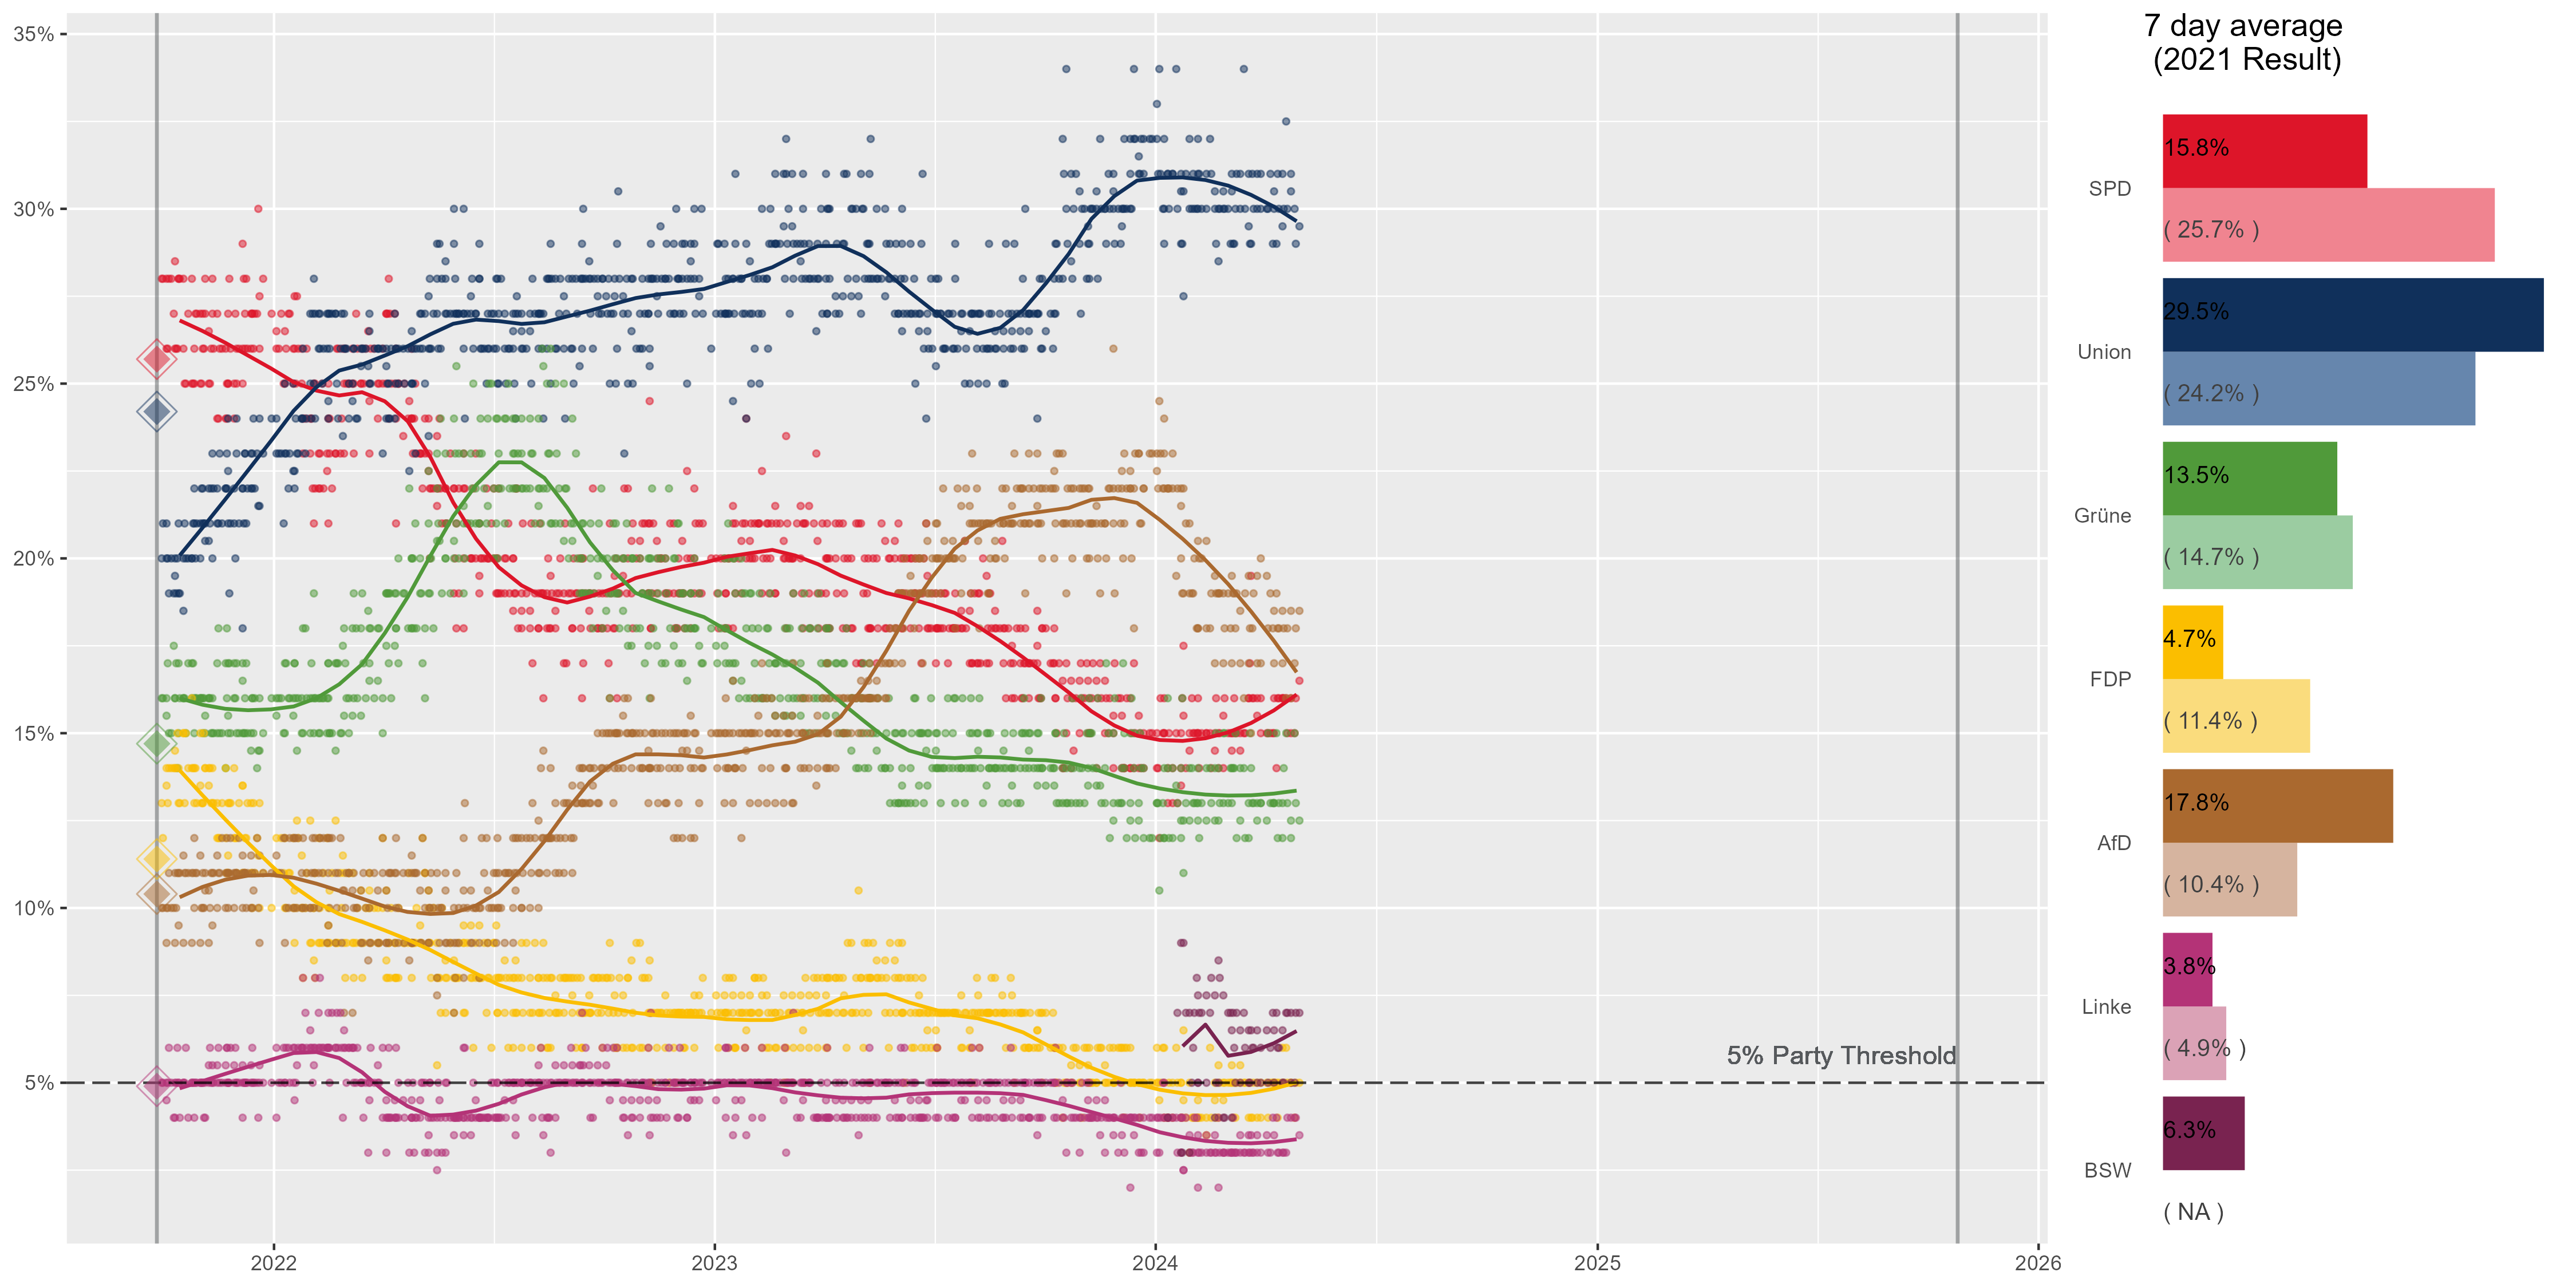 35%
30%
25%
20%
15%
10%
5%
5% Party Threshold
2022
2023
2024
2025
2026
7 day average
(2021 Result)
SPD
15.8%
( 25.7% )
Union
29.5%
( 24.2% )
Grüne
13.5%
( 14.7% )
FDP
4.7%
( 11.4% )
AfD
17.8%
( 10.4% )
Linke
3.8%
( 4.9% )
BSW
6.3%
( NA )